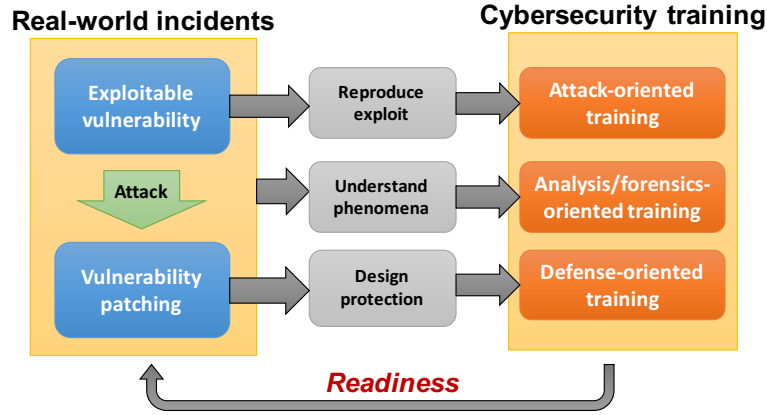 Real-world incidents
Cybersecurity training
Exploitable
vulnerability
Reproduce
exploit
Attack-oriented
training
Attack
Understand
phenomena
Analysis/forensics-
oriented training
Vulnerability
patching
Design
protection
Defense-oriented
training
Readiness